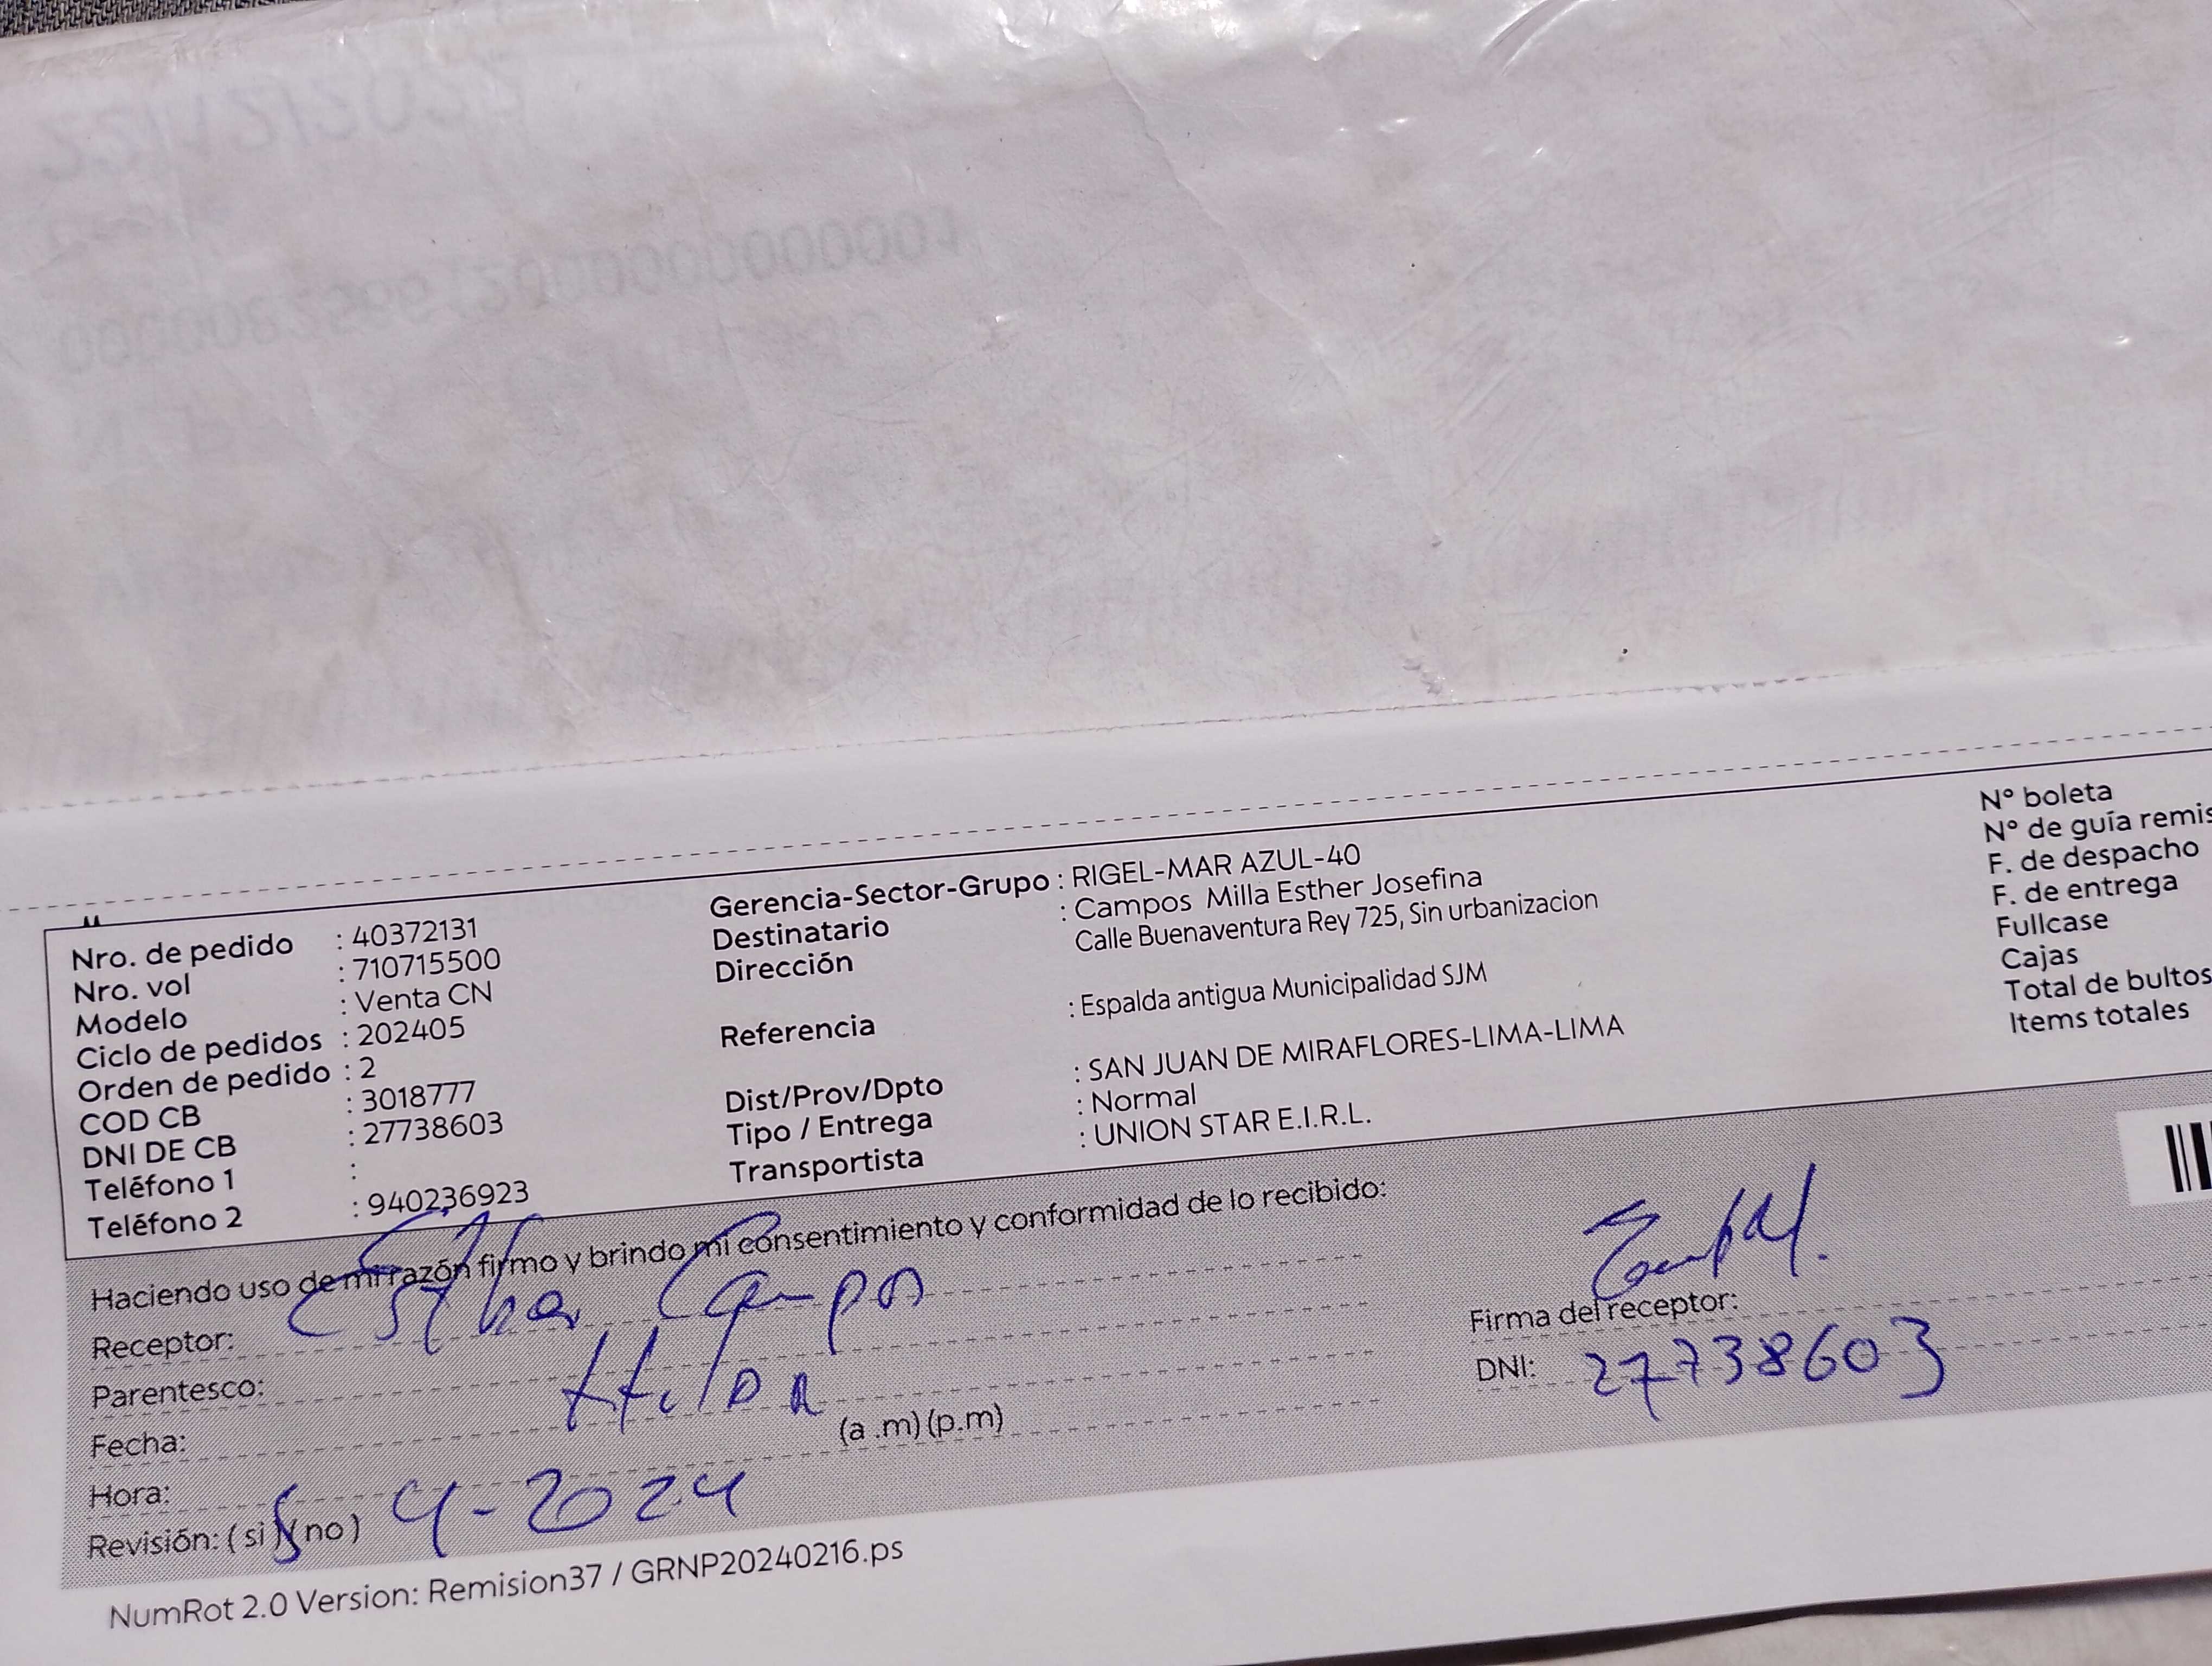 Nro. de pedido : 40372131
Nro. vol : 710715500
Modelo : Venta CN
Ciclo de pedidos : 202405
Orden de pedido : 2
COD CB : 3018777
DNI DE CB : 27738603
Teléfono 1 :
Teléfono 2 : 940236923
Gerencia-Sector-Grupo : RIGEL-MAR AZUL-40
Destinatario : Campos Milla Esther Josefina
Dirección Calle Buenaventura Rey 725, Sin urbanizacion
Referencia : Espalda antigua Municipalidad SJM
Dist/Prov/Dpto : SAN JUAN DE MIRAFLORES-LIMA-LIMA
Tipo / Entrega : Normal
Transportista : UNION STAR E.I.R.L.
N° boleta
N° de guía remis
F. de despacho
F. de entrega
Fullcase
Cajas
Total de bultos
Items totales
Haciendo uso de mi razón firmo y brindo mi consentimiento y conformidad de lo recibido:
Receptor: Esther Campos
Parentesco:
Fecha:
Hora: (a .m) (p.m)
Revisión: ( si ) ( no ) 4-2024
Firma del receptor:
DNI: 27738603
NumRot 2.0 Version: Remision37 / GRNP20240216.ps